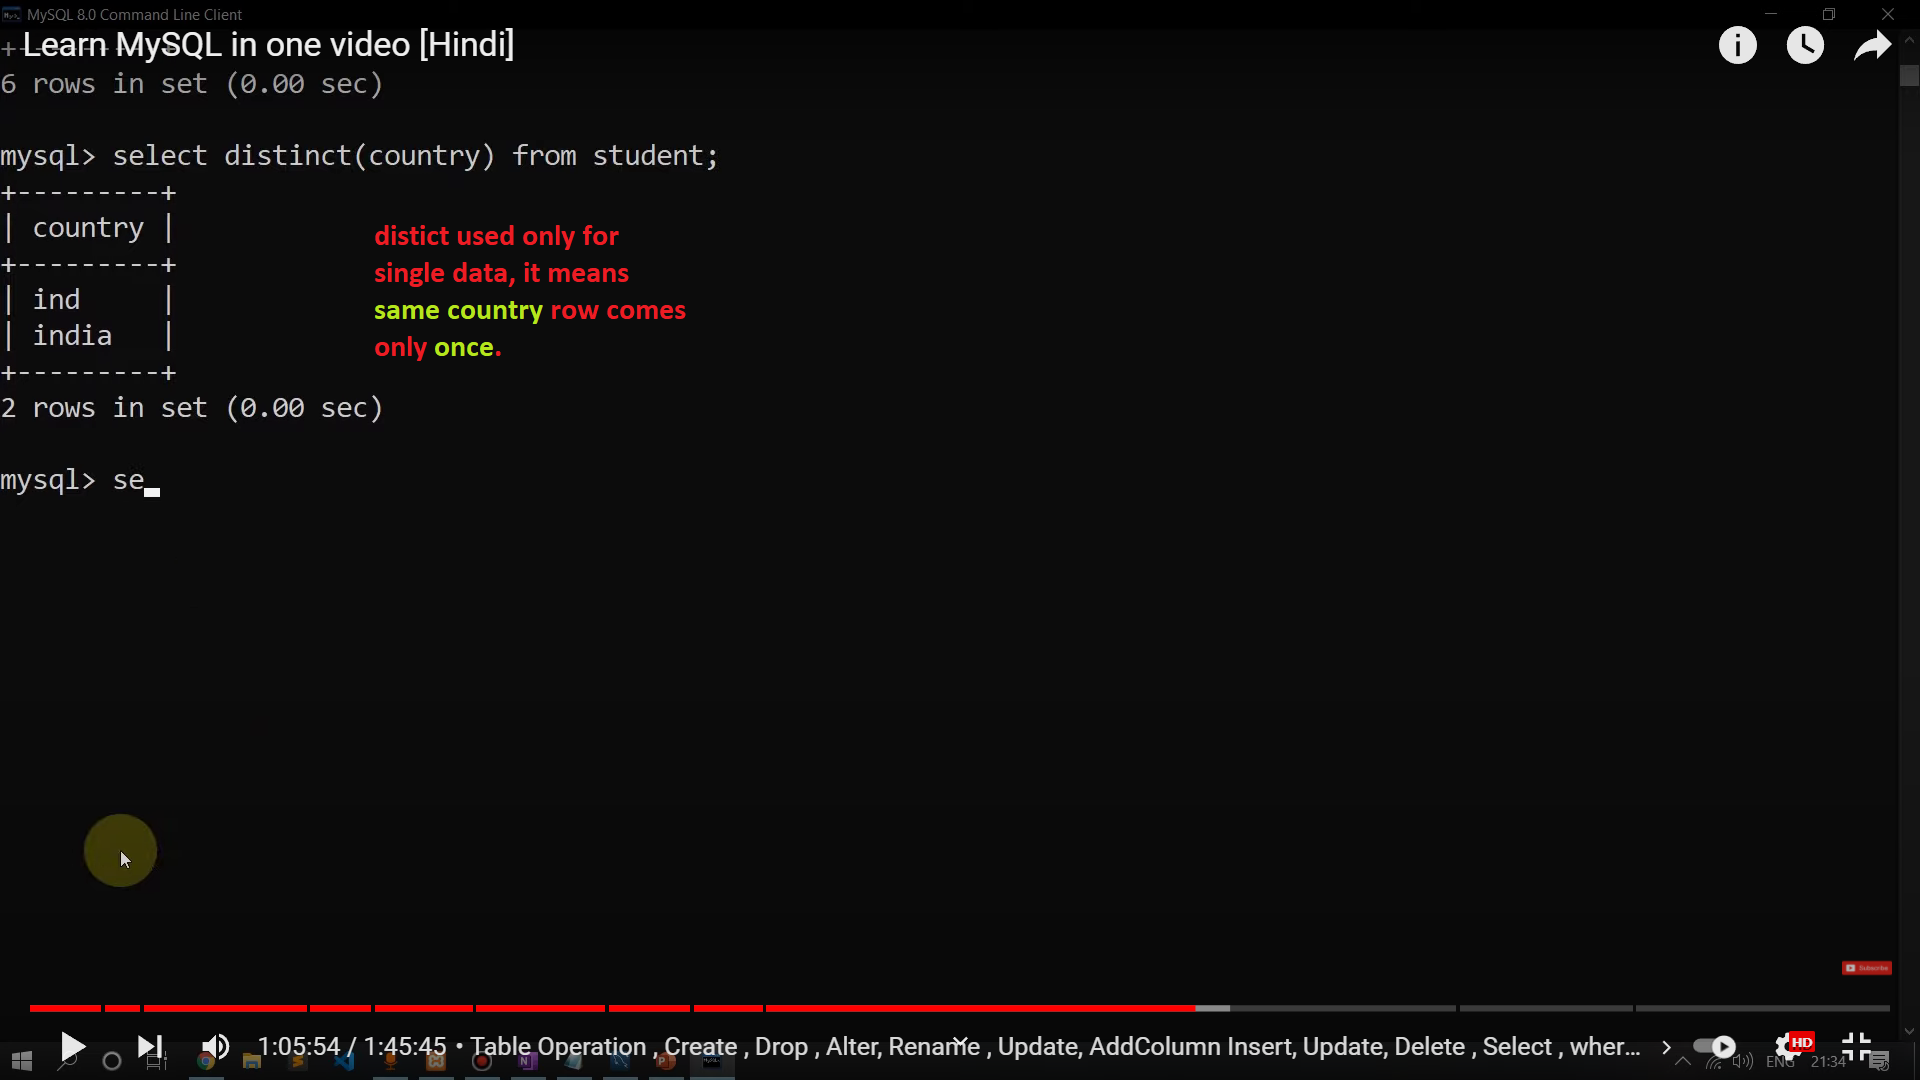 MySQL 8.0 Command Line Client
Learn MySQL in one video [Hindi]
+---------+
6 rows in set (0.00 sec)
mysql> select distinct(country) from student;
+---------+
| country |
+---------+
| ind     |
| india   |
+---------+
2 rows in set (0.00 sec)
distict used only for
single data, it means
same country row comes
only once.
mysql> se
Subscribe
1:05:54 / 1:45:45 • Table Operation , Create , Drop , Alter, Rename , Update, AddColumn Insert, Update, Delete , Select , wher...
HD
ENG 21:34